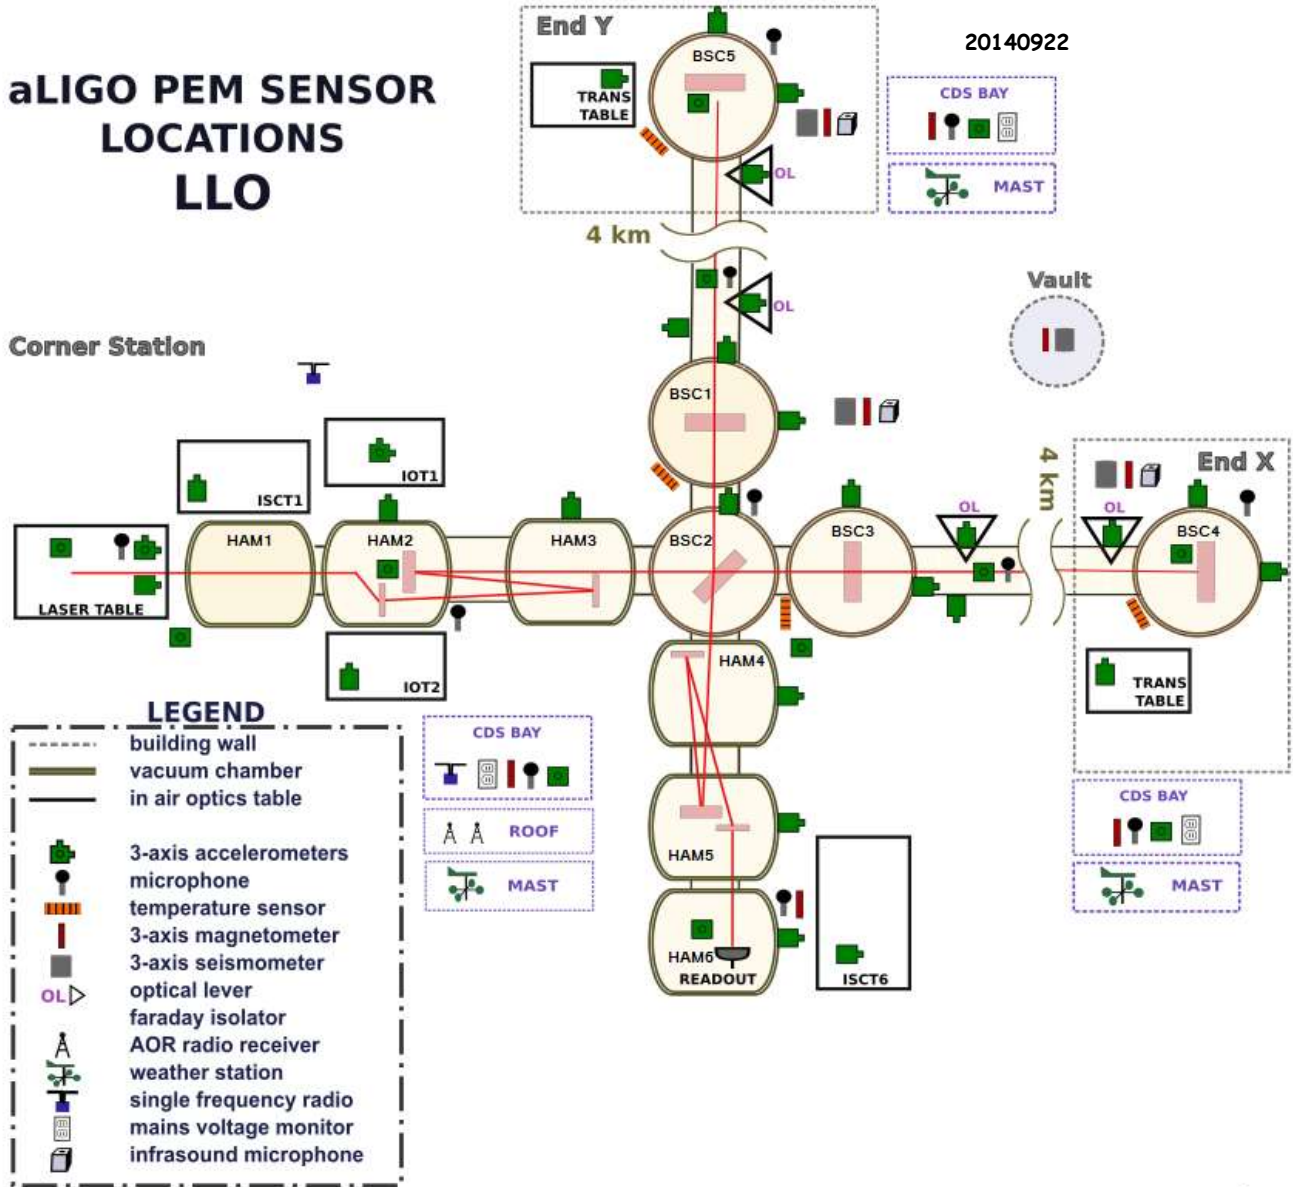 aLIGO PEM SENSOR
LOCATIONS
LLO
20140922
End Y
BSC5
TRANS
TABLE
OL
CDS BAY
MAST
4 km
OL
Vault
Corner Station
BSC1
ISCT1
IOT1
4 km
End X
LASER TABLE
HAM1
HAM2
HAM3
BSC2
BSC3
OL
OL
BSC4
IOT2
HAM4
TRANS
TABLE
CDS BAY
ROOF
MAST
HAM5
HAM6
READOUT
ISCT6
CDS BAY
MAST
LEGEND
building wall
vacuum chamber
in air optics table
3-axis accelerometers
microphone
temperature sensor
3-axis magnetometer
3-axis seismometer
OL optical lever
faraday isolator
AOR radio receiver
weather station
single frequency radio
mains voltage monitor
infrasound microphone